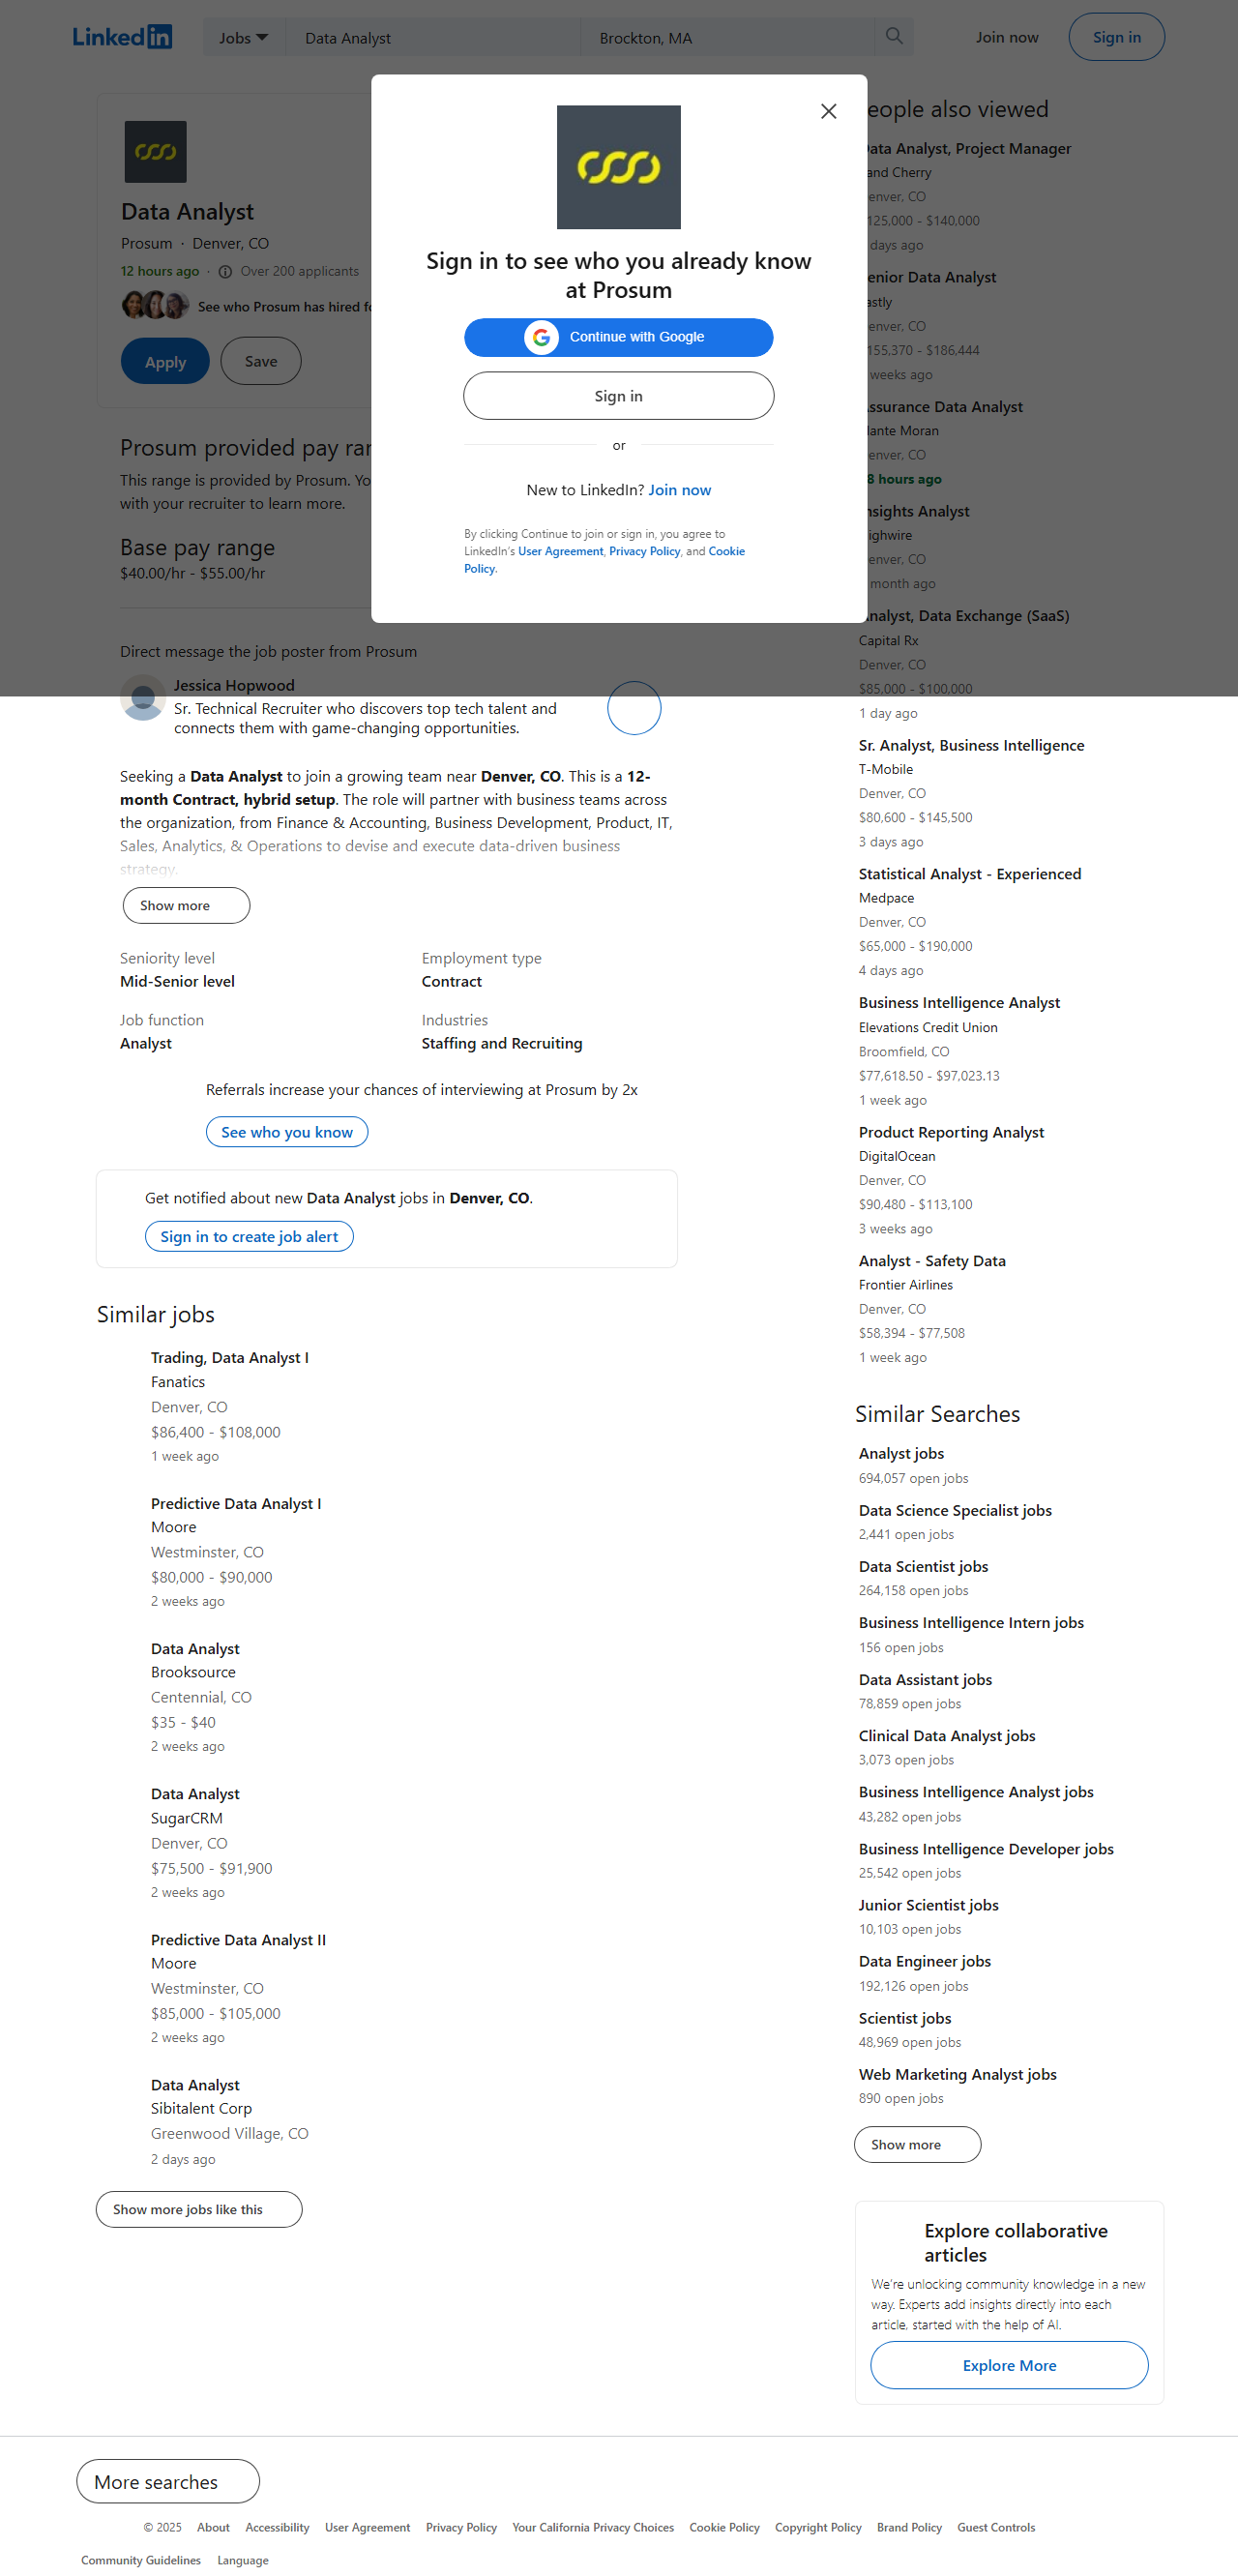 LinkedIn
Jobs
Data Analyst
Brockton, MA
Join now
Sign in
Data Analyst
Prosum · Denver, CO
12 hours ago · Over 200 applicants
See who Prosum has hired
Apply
Save
Prosum provided pay
This range is provided by Prosum.
with your recruiter to learn more.
Base pay range
$40.00/hr - $55.00/hr
Direct message the job poster from Prosum
Jessica Hopwood
Sr. Technical Recruiter who discovers top tech talent and
connects them with game-changing opportunities.
Sign in to see who you already know
at Prosum
Continue with Google
Sign in
or
New to LinkedIn? Join now
By clicking Continue to join or sign in, you agree to
LinkedIn's User Agreement, Privacy Policy, and Cookie
Policy.
Seeking a Data Analyst to join a growing team near Denver, CO. This is a 12-
month Contract, hybrid setup. The role will partner with business teams across
the organization, from Finance & Accounting, Business Development, Product, IT,
Sales, Analytics, & Operations to devise and execute data-driven business
strategy.
Show more
Seniority level
Mid-Senior level
Employment type
Contract
Job function
Analyst
Industries
Staffing and Recruiting
Referrals increase your chances of interviewing at Prosum by 2x
See who you know
Get notified about new Data Analyst jobs in Denver, CO.
Sign in to create job alert
Similar jobs
Trading, Data Analyst I
Fanatics
Denver, CO
$86,400 - $108,000
1 week ago
Predictive Data Analyst I
Moore
Westminster, CO
$80,000 - $90,000
2 weeks ago
Data Analyst
Brooksource
Centennial, CO
$35 - $40
2 weeks ago
Data Analyst
SugarCRM
Denver, CO
$75,500 - $91,900
2 weeks ago
Predictive Data Analyst II
Moore
Westminster, CO
$85,000 - $105,000
2 weeks ago
Data Analyst
Sibitalent Corp
Greenwood Village, CO
2 days ago
Show more jobs like this
also viewed
Analyst, Project Manager
Cherry
CO
- $140,000
days ago
Data Analyst
CO
- $186,444
weeks ago
Data Analyst
Moran
CO
hours ago
Analyst
CO
month ago
Data Exchange (SaaS)
Capital Rx
Denver, CO
$85,000 - $100,000
1 day ago
Sr. Analyst, Business Intelligence
T-Mobile
Denver, CO
$80,600 - $145,500
3 days ago
Statistical Analyst - Experienced
Medpace
Denver, CO
$65,000 - $190,000
4 days ago
Business Intelligence Analyst
Elevations Credit Union
Broomfield, CO
$77,618.50 - $97,023.13
1 week ago
Product Reporting Analyst
DigitalOcean
Denver, CO
$90,480 - $113,100
3 weeks ago
Analyst - Safety Data
Frontier Airlines
Denver, CO
$58,394 - $77,508
1 week ago
Similar Searches
Analyst jobs
694,057 open jobs
Data Science Specialist jobs
2,441 open jobs
Data Scientist jobs
264,158 open jobs
Business Intelligence Intern jobs
156 open jobs
Data Assistant jobs
78,859 open jobs
Clinical Data Analyst jobs
3,073 open jobs
Business Intelligence Analyst jobs
43,282 open jobs
Business Intelligence Developer jobs
25,542 open jobs
Junior Scientist jobs
10,103 open jobs
Data Engineer jobs
192,126 open jobs
Scientist jobs
48,969 open jobs
Web Marketing Analyst jobs
890 open jobs
Show more
Explore collaborative
articles
We're unlocking community knowledge in a new
way. Experts add insights directly into each
article, started with the help of AI.
Explore More
More searches
© 2025 About Accessibility User Agreement Privacy Policy Your California Privacy Choices Cookie Policy Copyright Policy Brand Policy Guest Controls
Community Guidelines Language